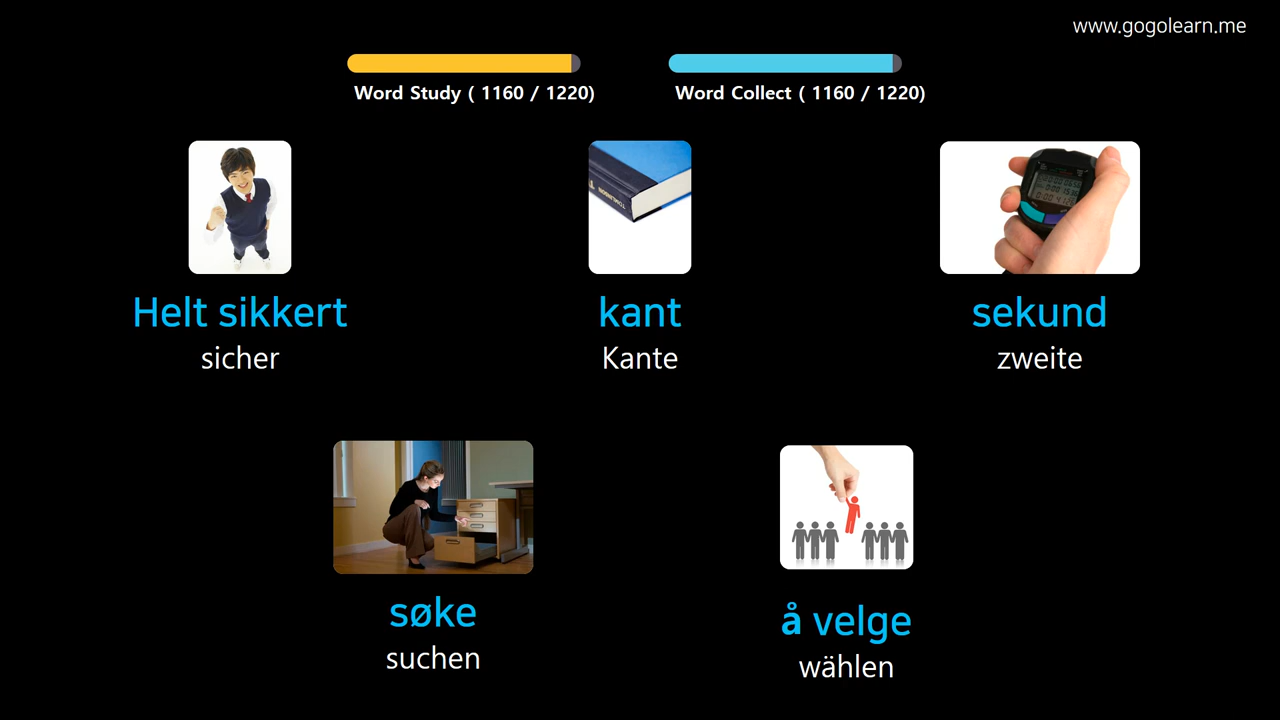 www.gogolearn.me
Word Study ( 1160 / 1220)
Word Collect ( 1160 / 1220)
Helt sikkert
sicher
kant
Kante
sekund
zweite
søke
suchen
å velge
wählen